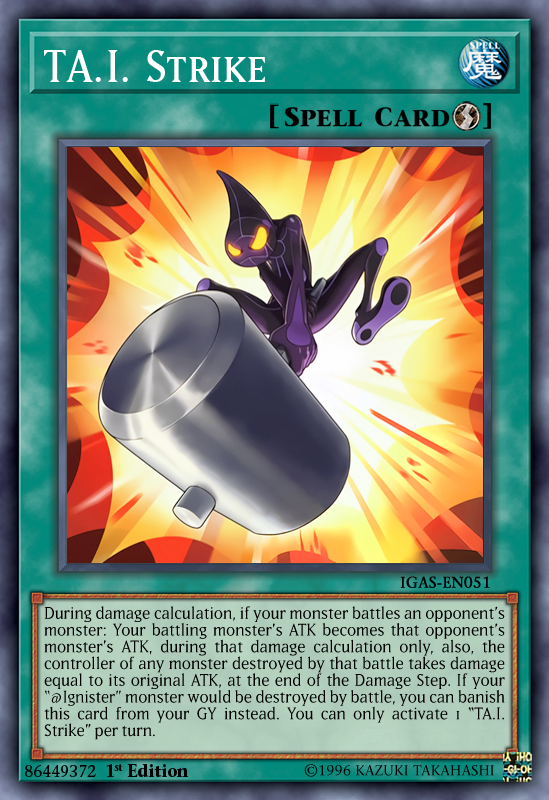 TA.I. Strike
SPELL
魔
[Spell Card]
IGAS-EN051
During damage calculation, if your monster battles an opponent's
monster: Your battling monster's ATK becomes that opponent's
monster's ATK, during that damage calculation only, also, the
controller of any monster destroyed by that battle takes damage
equal to its original ATK, at the end of the Damage Step. If your
"@Ignister" monster would be destroyed by battle, you can banish
this card from your GY instead. You can only activate 1 "TA.I.
Strike" per turn.
86449372 1st Edition ©1996 KAZUKI TAKAHASHI